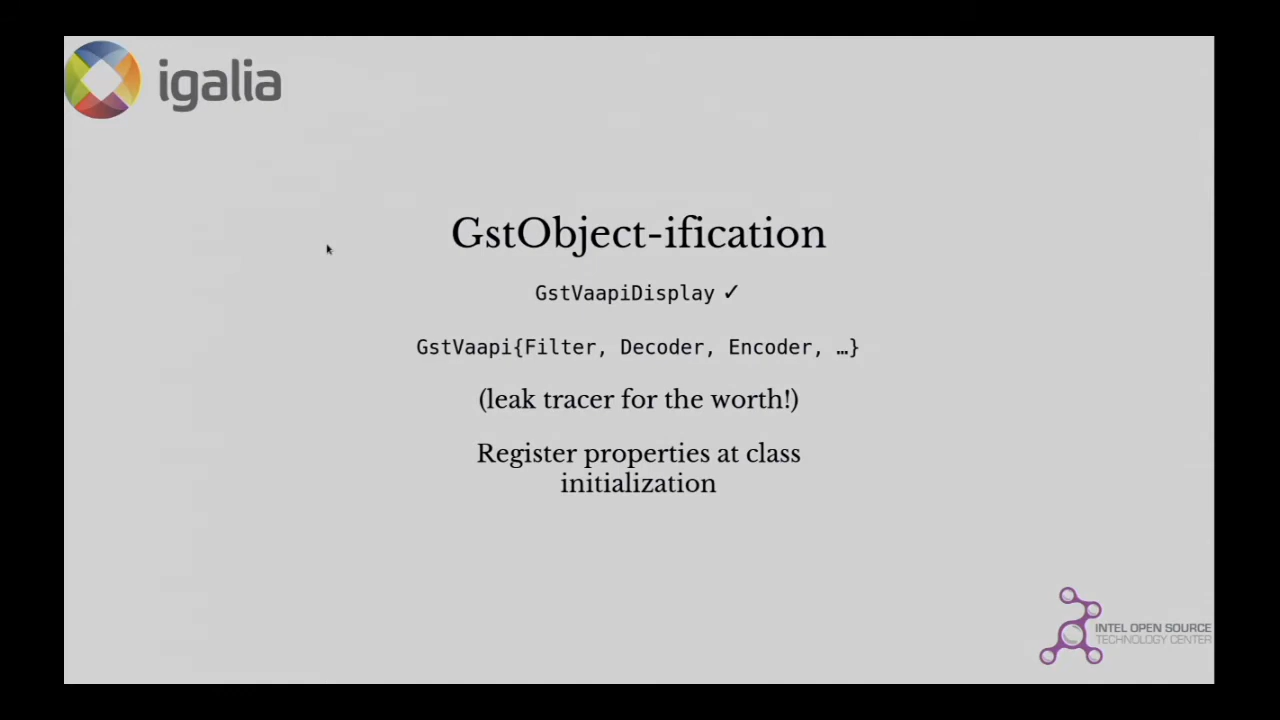 igalia
GstObject-ification
GstVaapiDisplay ✓
GstVaapi{Filter, Decoder, Encoder, …}
(leak tracer for the worth!)
Register properties at class
initialization
INTEL OPEN SOURCE
TECHNOLOGY CENTER